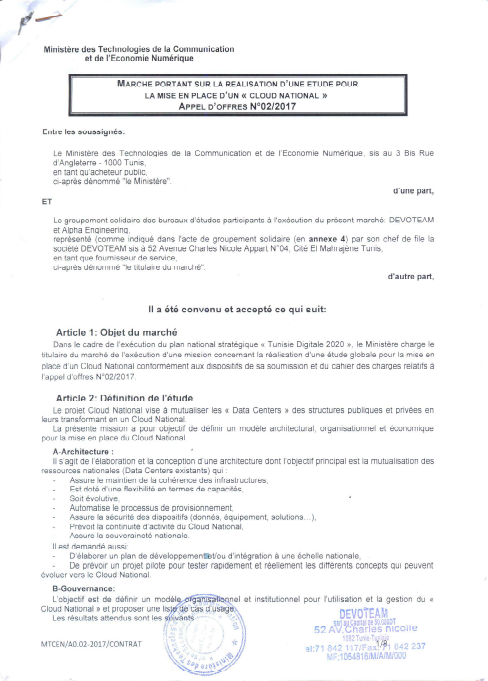 Ministère des Technologies de la Communication
et de l'Economie Numérique
MARCHE PORTANT SUR LA REALISATION D'UNE ETUDE POUR
LA MISE EN PLACE D'UN « CLOUD NATIONAL »
APPEL D'OFFRES N°02/2017
Entre les soussignés:
Le Ministère des Technologies de la Communication et de l'Economie Numérique, sis au 3 Bis Rue
d'Angleterre - 1000 Tunis,
en tant qu'acheteur public,
ci-après dénommé "le Ministère".
d'une part,
ET
Le groupement solidaire des bureaux d'études participants à l'exécution du présent marché: DEVOTEAM
et Alpha Engineering,
représenté (comme indiqué dans l'acte de groupement solidaire (en annexe 4) par son chef de file la
société DEVOTEAM sis à 52 Avenue Charles Nicole Appart N°04, Cité El Mahrajène Tunis,
en tant que fournisseur de service,
ci-après dénommé "le titulaire du marché".
d'autre part,
Il a été convenu et accepté ce qui suit:
Article 1: Objet du marché
Dans le cadre de l'exécution du plan national stratégique « Tunisie Digitale 2020 », le Ministère charge le
titulaire du marché de l'exécution d'une mission concernant la réalisation d'une étude globale pour la mise en
place d'un Cloud National conformément aux dispositifs de sa soumission et du cahier des charges relatifs à
l'appel d'offres N°02/2017.
Article 2: Définition de l'étude
Le projet Cloud National vise à mutualiser les « Data Centers » des structures publiques et privées en
leurs transformant en un Cloud National.
La présente mission a pour objectif de définir un modèle architectural, organisationnel et économique
pour la mise en place du Cloud National
A-Architecture :
Il s'agit de l'élaboration et la conception d'une architecture dont l'objectif principal est la mutualisation des
ressources nationales (Data Centers existants) qui :
- Assure le maintien de la cohérence des infrastructures,
- Est doté d'une flexibilité en termes de capacités,
- Soit évolutive,
- Automatise le processus de provisionnement,
- Assure la sécurité des dispositifs (donnés, équipement, solutions…),
- Prévoit la continuité d'activité du Cloud National,
- Assure la souveraineté nationale.
Il est demandé aussi:
- D'élaborer un plan de développement et/ou d'intégration à une échelle nationale,
- De prévoir un projet pilote pour tester rapidement et réellement les différents concepts qui peuvent
évoluer vers le Cloud National.
B-Gouvernance:
L'objectif est de définir un modèle organisationnel et institutionnel pour l'utilisation et la gestion du «
Cloud National » et proposer une liste de cas d'usage.
Les résultats attendus sont les suivants
DEVOTEAM
52 AV. Charles nicolle
1082 Tunis-Tunisie
el:71 842 117/Fax:71 842 237
MF:1054816/M/A/M/000
MTCEN/A0.02-2017/CONTRAT